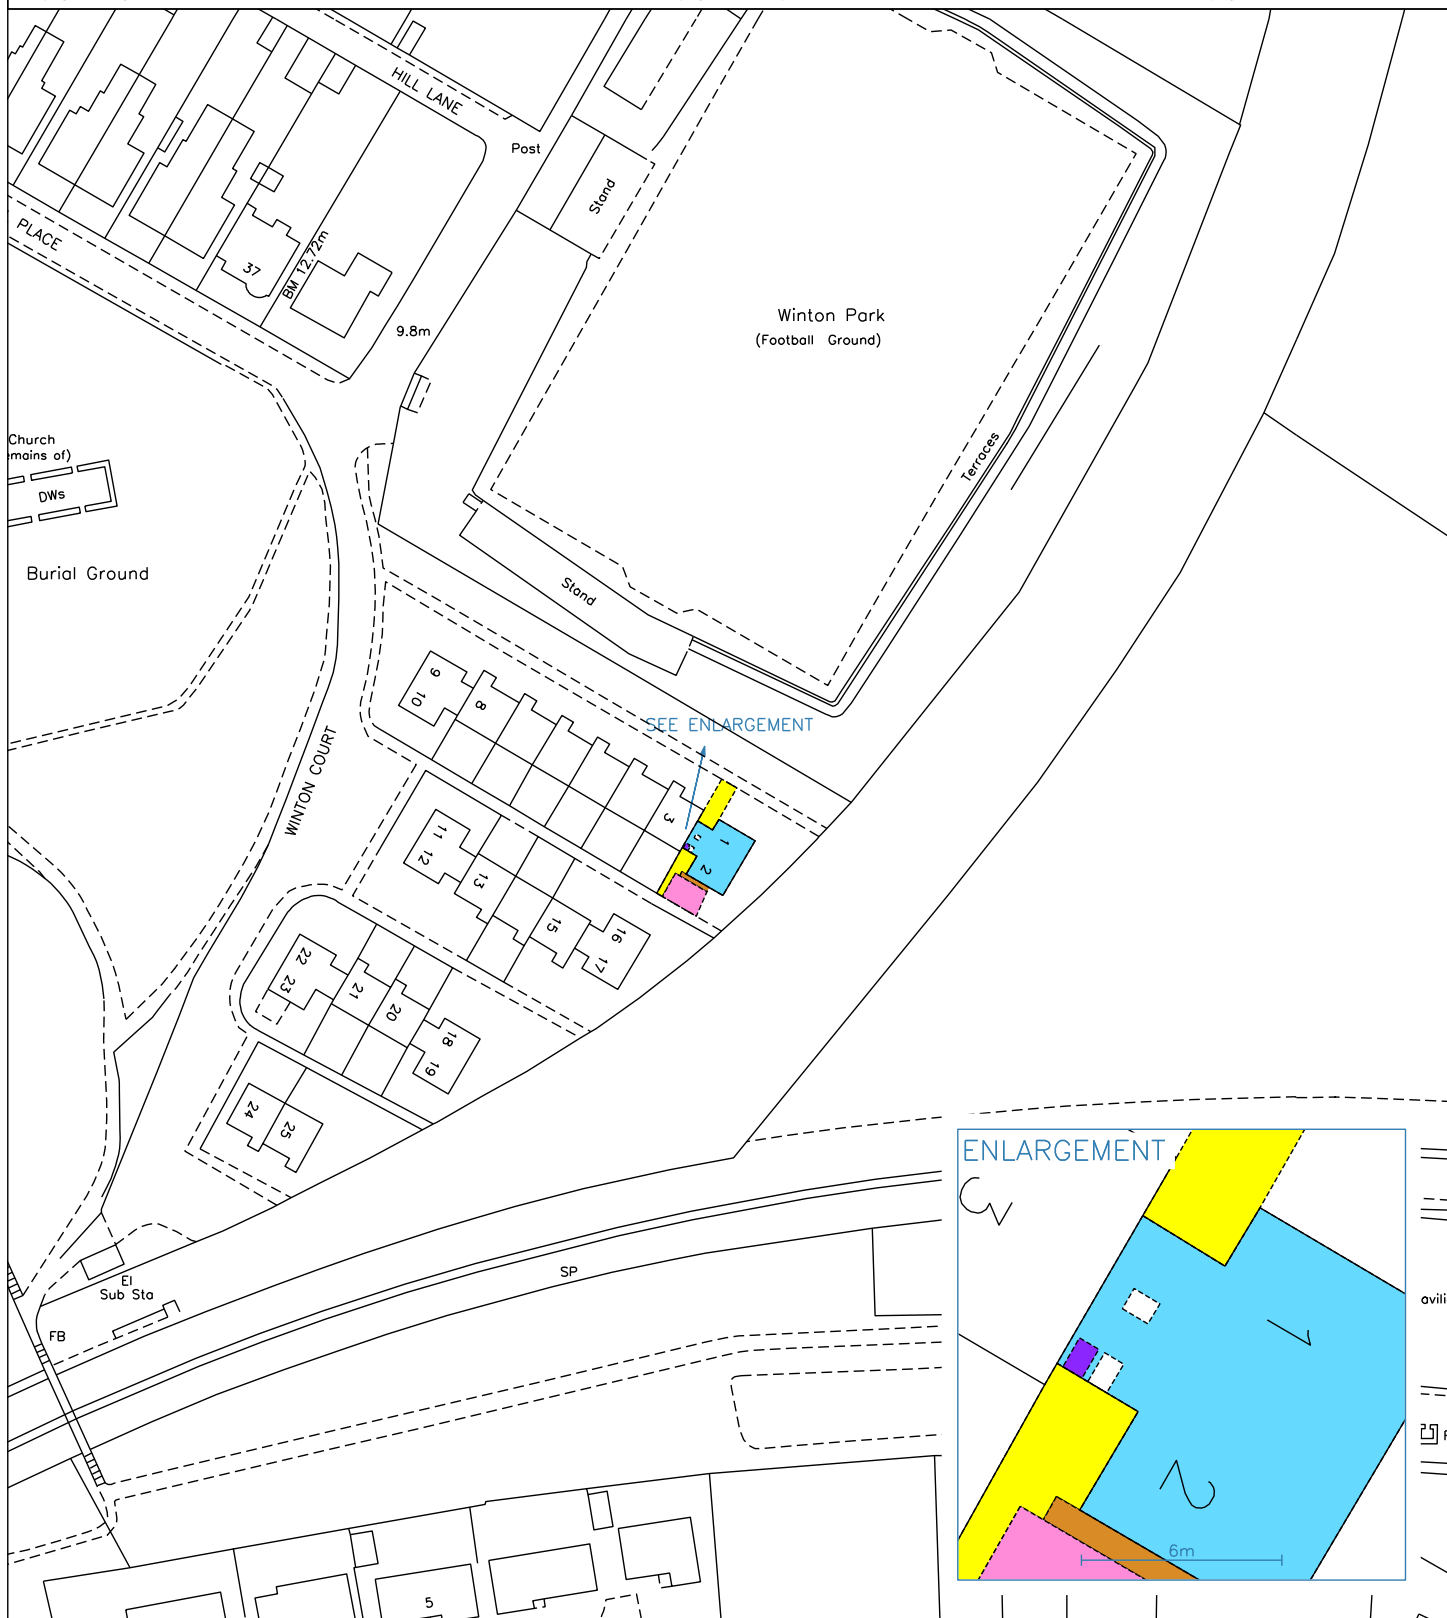 HILL LANE
Post
Stand
PLACE
37
BM 12.72m
9.8m
Winton Park
(Football Ground)
Church
emains of)
DWs
Terraces
Burial Ground
Stand
9
10
8
SEE ENLARGEMENT
WINTON COURT
3
1
2
11
12
13
15
16
17
22
23
21
20
18
19
24
25
ENLARGEMENT
3
1
2
6m
El
Sub Sta
SP
FB
avili
5